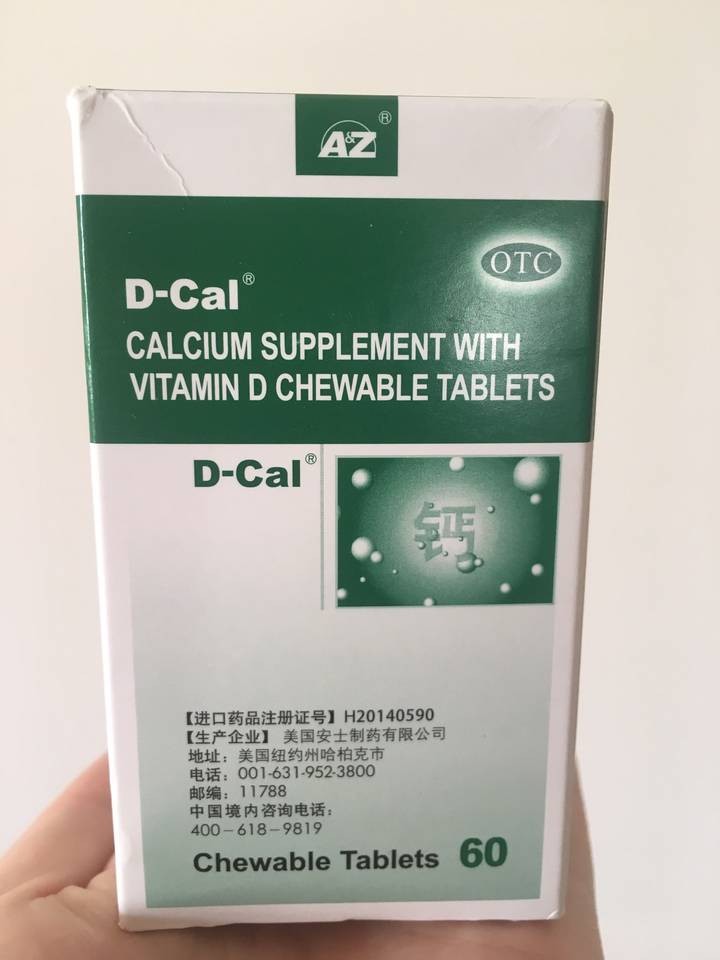 A&Z®
OTC
D-Cal®
CALCIUM SUPPLEMENT WITH
VITAMIN D CHEWABLE TABLETS
D-Cal®
钙
【进口药品注册证号】H20140590
【生产企业】 美国安士制药有限公司
地址：美国纽约州哈柏克市
电话：001-631-952-3800
邮编：11788
中国境内咨询电话：
400-618-9819
Chewable Tablets 60